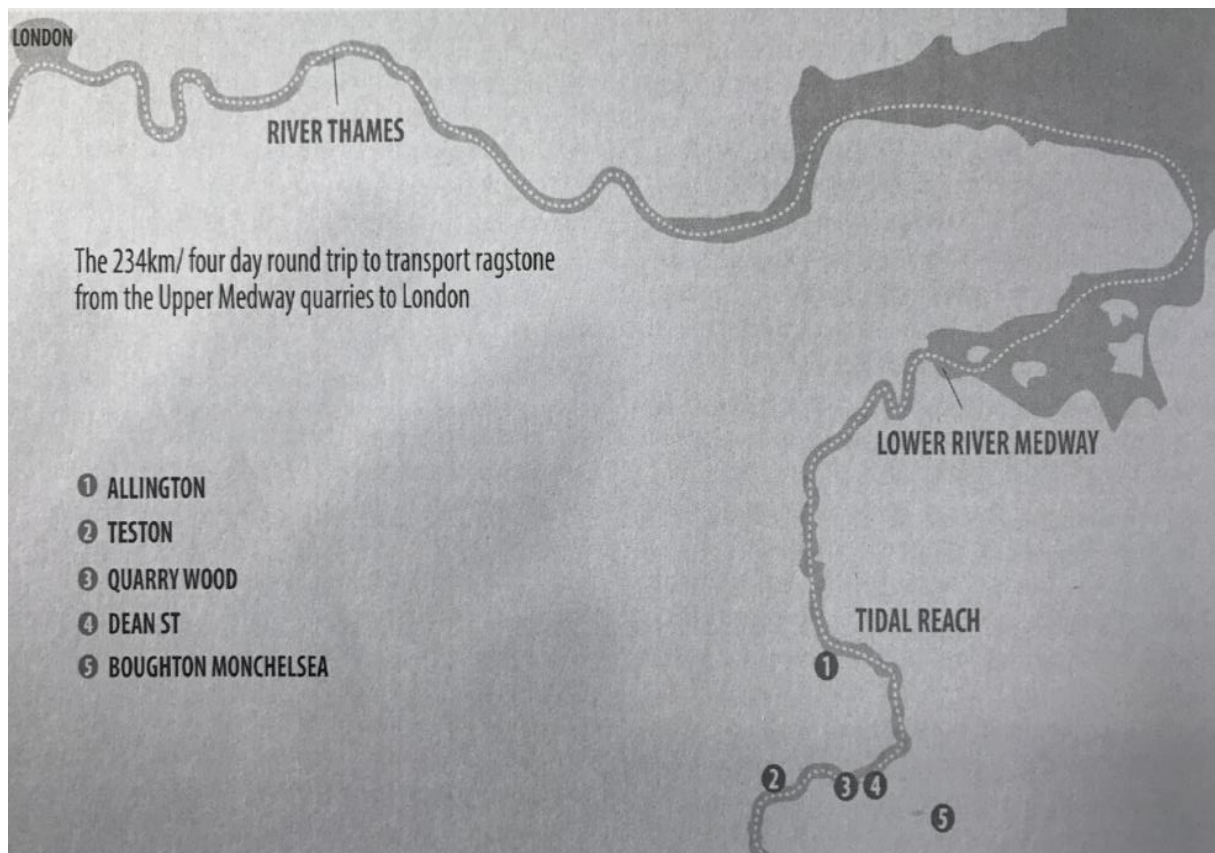 LONDON
RIVER THAMES
The 234km/ four day round trip to transport ragstone
from the Upper Medway quarries to London
LOWER RIVER MEDWAY
1 ALLINGTON
2 TESTON
3 QUARRY WOOD
4 DEAN ST
5 BOUGHTON MONCHELSEA
TIDAL REACH
1
2
3
4
5